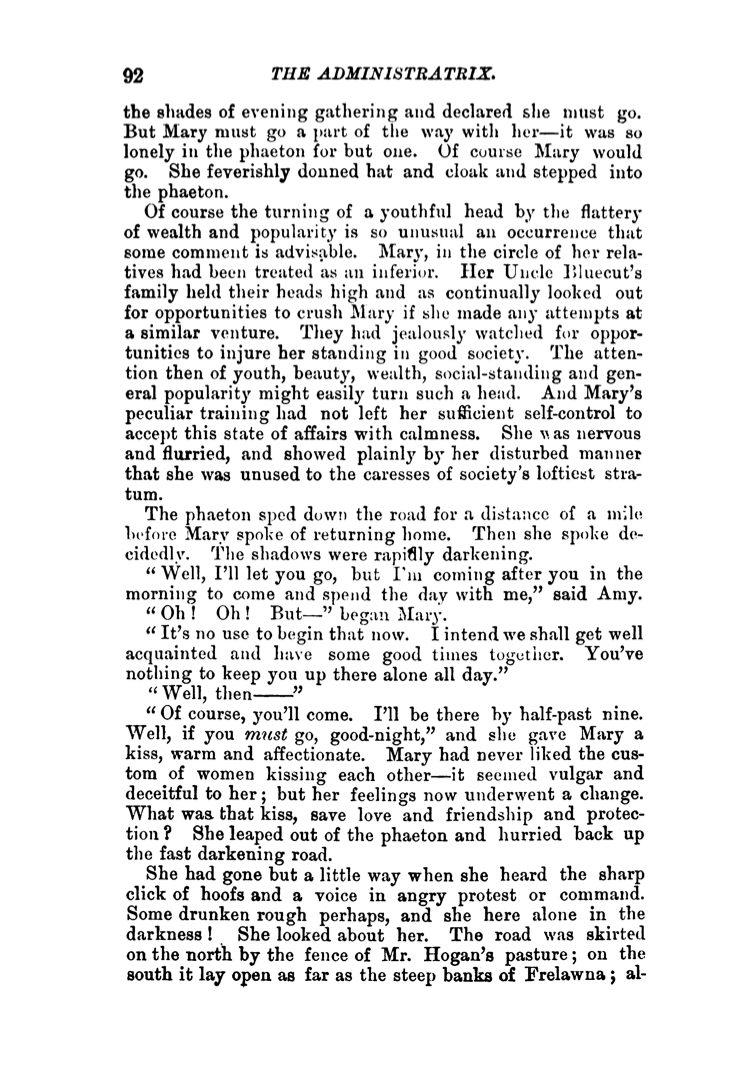 92 THE ADMINISTRATRIX.
the shades of evening gathering and declared she must go.
But Mary must go a part of the way with her—it was so
lonely in the phaeton for but one. Of course Mary would
go. She feverishly donned hat and cloak and stepped into
the phaeton.
Of course the turning of a youthful head by the flattery
of wealth and popularity is so unusual an occurrence that
some comment is advisable. Mary, in the circle of her rela-
tives had been treated as an inferior. Her Uncle Bluecut's
family held their heads high and as continually looked out
for opportunities to crush Mary if she made any attempts at
a similar venture. They had jealously watched for oppor-
tunities to injure her standing in good society. The atten-
tion then of youth, beauty, wealth, social-standing and gen-
eral popularity might easily turn such a head. And Mary's
peculiar training had not left her sufficient self-control to
accept this state of affairs with calmness. She was nervous
and flurried, and showed plainly by her disturbed manner
that she was unused to the caresses of society's loftiest stra-
tum.
The phaeton sped down the road for a distance of a mile
before Mary spoke of returning home. Then she spoke de-
cidedly. The shadows were rapidly darkening.
"Well, I'll let you go, but I'm coming after you in the
morning to come and spend the day with me," said Amy.
"Oh! Oh! But—" began Mary.
"It's no use to begin that now. I intend we shall get well
acquainted and have some good times together. You've
nothing to keep you up there alone all day."
"Well, then——"
"Of course, you'll come. I'll be there by half-past nine.
Well, if you must go, good-night," and she gave Mary a
kiss, warm and affectionate. Mary had never liked the cus-
tom of women kissing each other—it seemed vulgar and
deceitful to her; but her feelings now underwent a change.
What was that kiss, save love and friendship and protec-
tion? She leaped out of the phaeton and hurried back up
the fast darkening road.
She had gone but a little way when she heard the sharp
click of hoofs and a voice in angry protest or command.
Some drunken rough perhaps, and she here alone in the
darkness! She looked about her. The road was skirted
on the north by the fence of Mr. Hogan's pasture; on the
south it lay open as far as the steep banks of Frelawna; al-